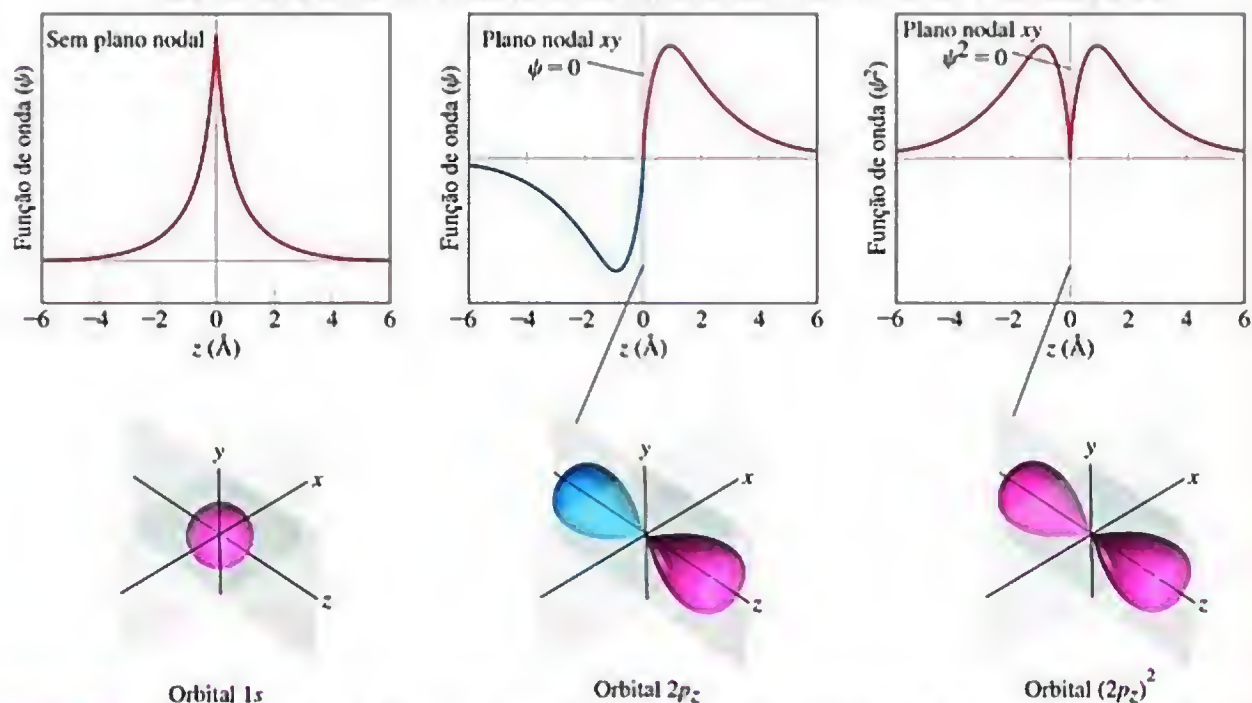 Sem plano nodal
Função de onda (ψ)
−6 −4 −2 0 2 4 6
z (Å)
Plano nodal xy
ψ = 0
Função de onda (ψ)
−6 −4 −2 0 2 4 6
z (Å)
Plano nodal xy
ψ² = 0
Função de onda (ψ²)
−6 −4 −2 0 2 4 6
z (Å)
y
x
z
Orbital 1s
y
x
z
Orbital 2p_z
y
x
z
Orbital (2p_z)²